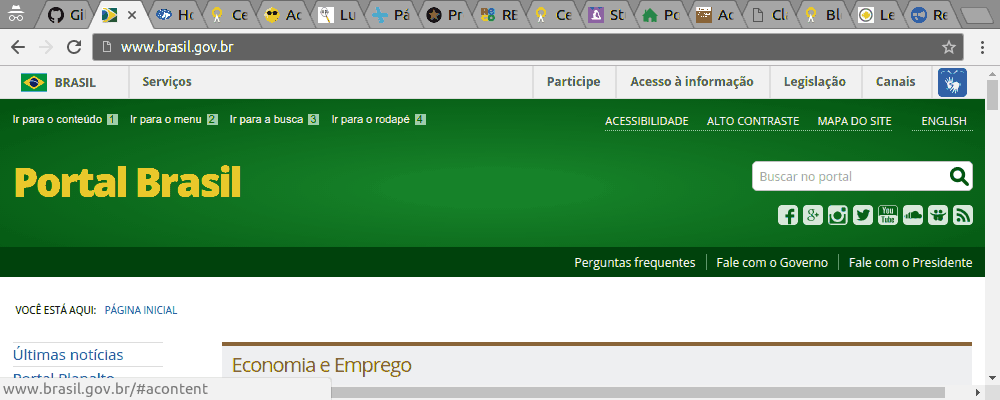 Gi Ho Ce Ac Lu Pá Pr RE Ce St Po Ac Cl Bl Le Re
www.brasil.gov.br
BRASIL Serviços Participe Acesso à informação Legislação Canais
Ir para o conteúdo 1 Ir para o menu 2 Ir para a busca 3 Ir para o rodapé 4 ACESSIBILIDADE ALTO CONTRASTE MAPA DO SITE ENGLISH
Portal Brasil
Buscar no portal
You Tube
Perguntas frequentes Fale com o Governo Fale com o Presidente
VOCÊ ESTÁ AQUI: PÁGINA INICIAL
Últimas notícias
Economia e Emprego
Portal Planalto
www.brasil.gov.br/#acontent